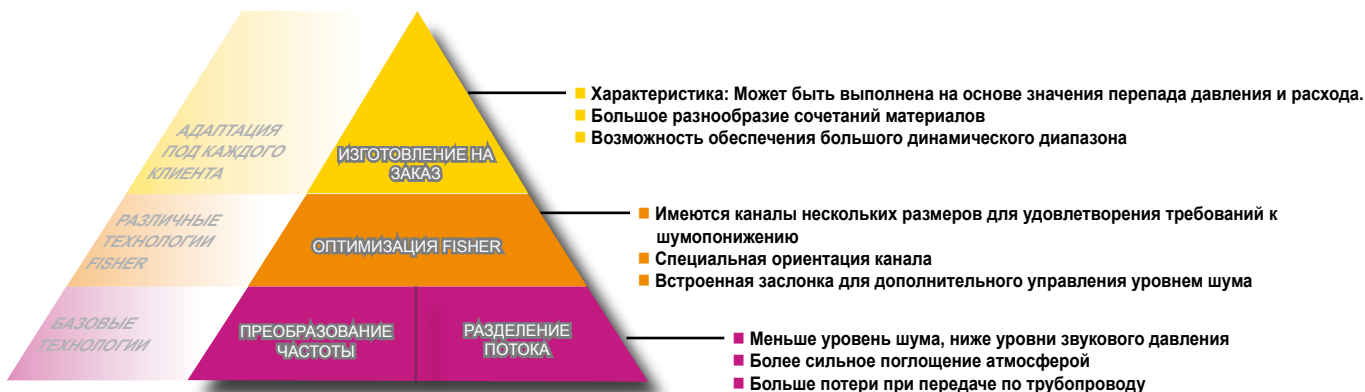 АДАПТАЦИЯ
ПОД КАЖДОГО
КЛИЕНТА
ИЗГОТОВЛЕНИЕ НА
ЗАКАЗ
Характеристика: Может быть выполнена на основе значения перепада давления и расхода.
Большое разнообразие сочетаний материалов
Возможность обеспечения большого динамического диапазона
РАЗЛИЧНЫЕ
ТЕХНОЛОГИИ
FISHER
ОПТИМИЗАЦИЯ FISHER
Имеются каналы нескольких размеров для удовлетворения требований к
шумопонижению
Специальная ориентация канала
Встроенная заслонка для дополнительного управления уровнем шума
БАЗОВЫЕ
ТЕХНОЛОГИИ
ПРЕОБРАЗОВАНИЕ
ЧАСТОТЫ
РАЗДЕЛЕНИЕ
ПОТОКА
Меньше уровень шума, ниже уровни звукового давления
Более сильное поглощение атмосферой
Больше потери при передаче по трубопроводу